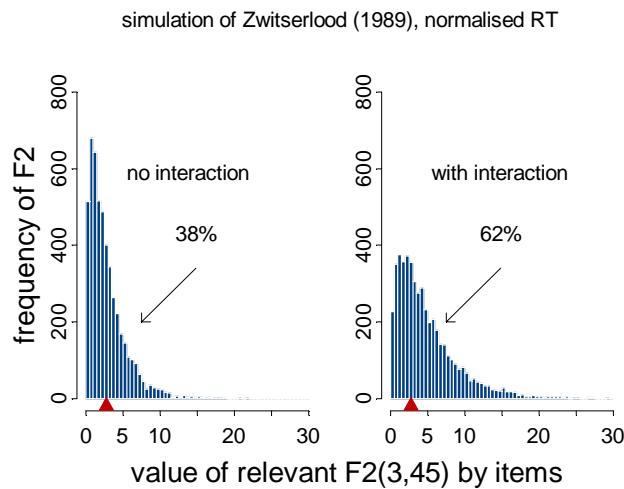 simulation of Zwitserlood (1989), normalised RT
frequency of F2
800
600
400
200
0
no interaction
38%
0 5 10 20 30
800
600
400
200
0
with interaction
62%
0 5 10 20 30
value of relevant F2(3,45) by items